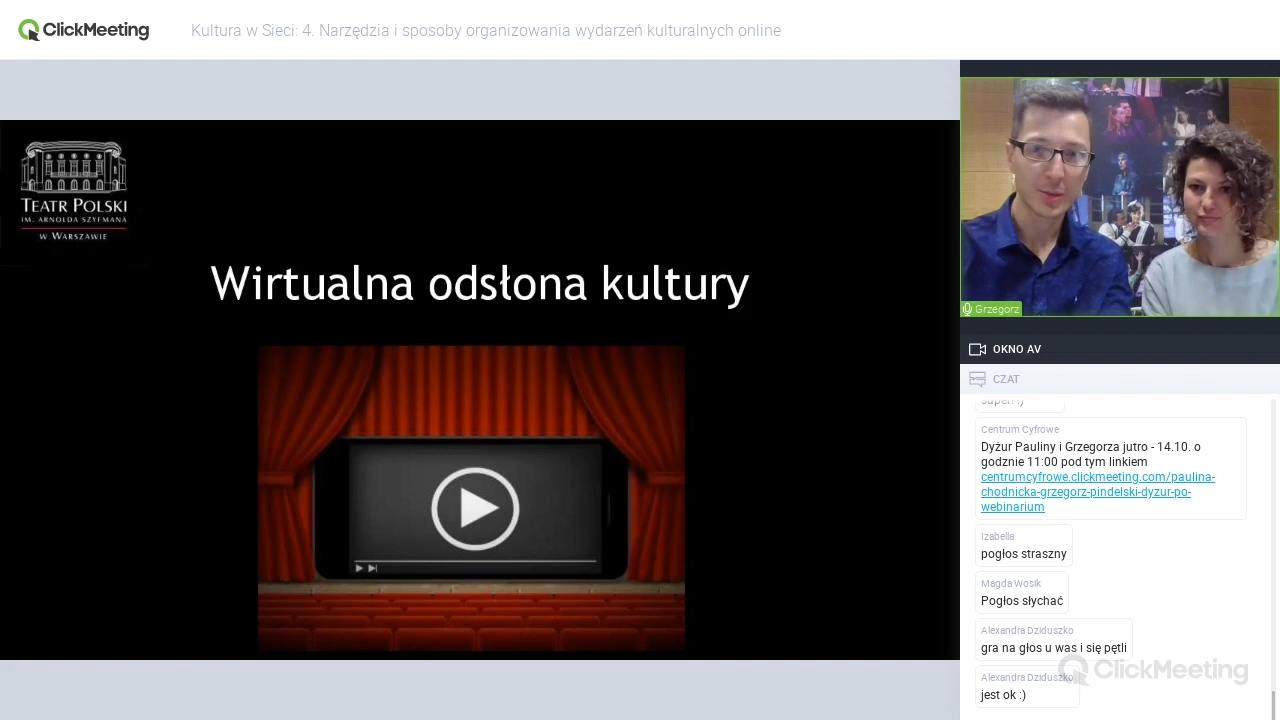 ClickMeeting
Kultura w Sieci: 4. Narzędzia i sposoby organizowania wydarzeń kulturalnych online
TEATR POLSKI
IM. ARNOLDA SZYFMANA
W WARSZAWIE
Wirtualna odsłona kultury
Grzegorz
OKNO AV
CZAT
super! :)
Centrum Cyfrowe
Dyżur Pauliny i Grzegorza jutro - 14.10. o
godznie 11:00 pod tym linkiem
centrumcyfrowe.clickmeeting.com/paulina-
chodnicka-grzegorz-pindelski-dyzur-po-
webinarium
Izabella
pogłos straszny
Magda Wosik
Pogłos słychać
Alexandra Dziduszko
gra na głos u was i się pętli
Alexandra Dziduszko
jest ok :)
ClickMeeting